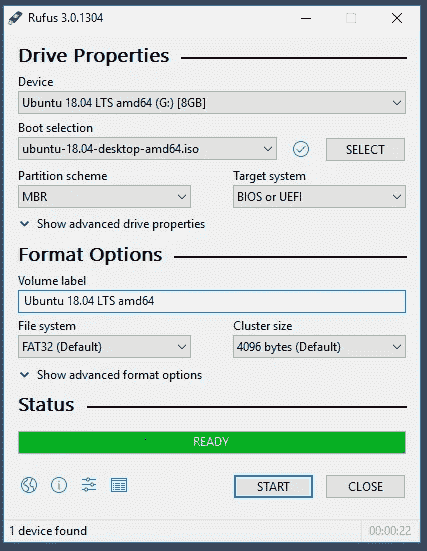 Rufus 3.0.1304
Drive Properties
Device
Ubuntu 18.04 LTS amd64 (G:) [8GB]
Boot selection
ubuntu-18.04-desktop-amd64.iso
SELECT
Partition scheme
Target system
MBR
BIOS or UEFI
Show advanced drive properties
Format Options
Volume label
Ubuntu 18.04 LTS amd64
File system
Cluster size
FAT32 (Default)
4096 bytes (Default)
Show advanced format options
Status
READY
START
CLOSE
1 device found
00:00:22